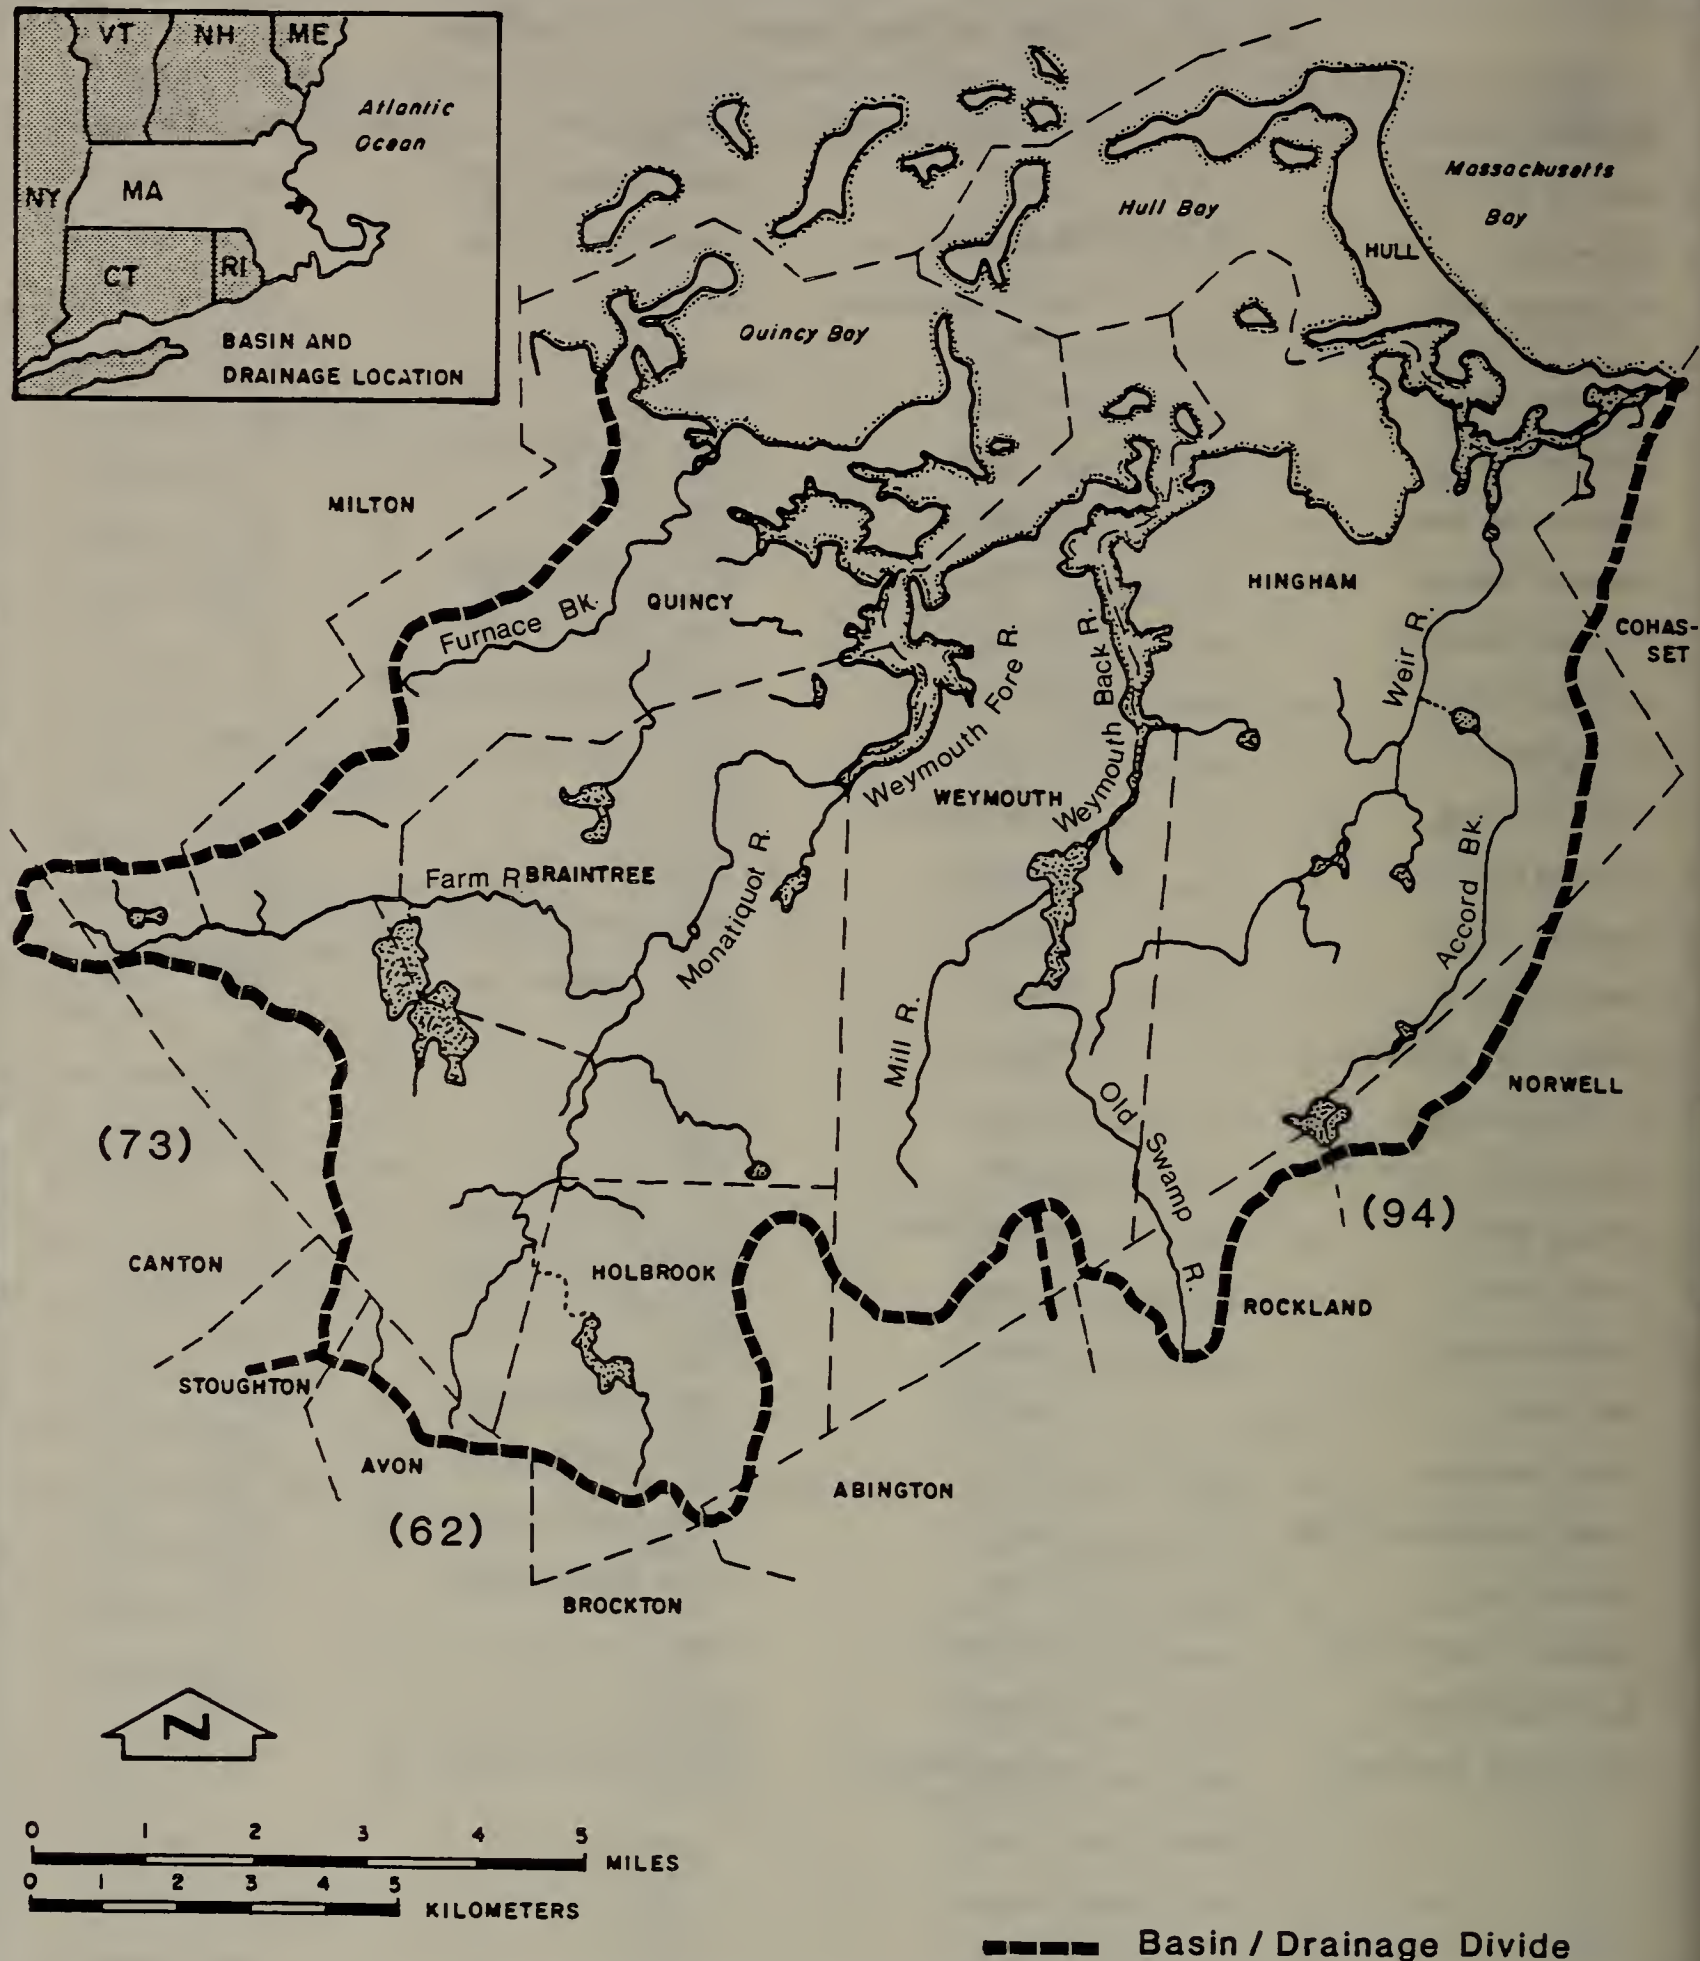 VT NH ME
Atlantic
Ocean
NY MA
CT RI
BASIN AND
DRAINAGE LOCATION
Massachusetts
Bay
Hull Bay
HULL
Quincy Bay
MILTON
HINGHAM
QUINCY
Furnace Bk.
COHAS-
SET
Weir R.
Weymouth Fore R.
Weymouth Back R.
WEYMOUTH
Farm R.
BRAINTREE
Monatiquot R.
Accord Bk.
Mill R.
Old Swamp R.
NORWELL
(73)
(94)
CANTON
HOLBROOK
ROCKLAND
STOUGHTON
AVON
ABINGTON
(62)
BROCKTON
N
0 1 2 3 4 5
MILES
0 1 2 3 4 5
KILOMETERS
Basin / Drainage Divide